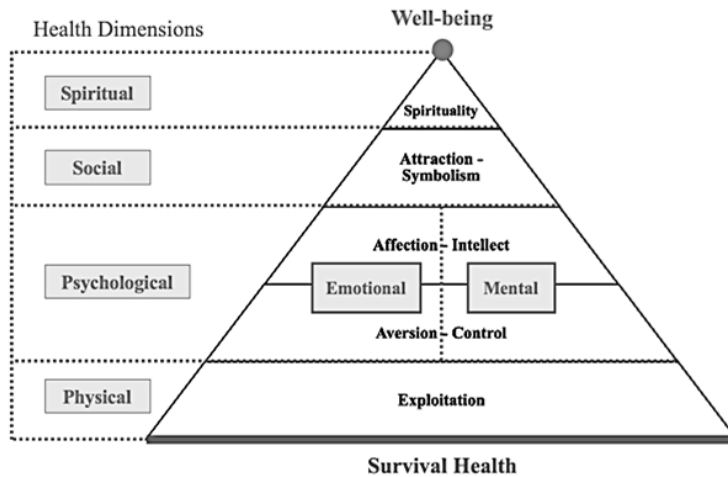 Well-being
Health Dimensions
Spiritual
Spirituality
Social
Attraction -
Symbolism
Affection - Intellect
Psychological
Emotional
Mental
Aversion - Control
Physical
Exploitation
Survival Health